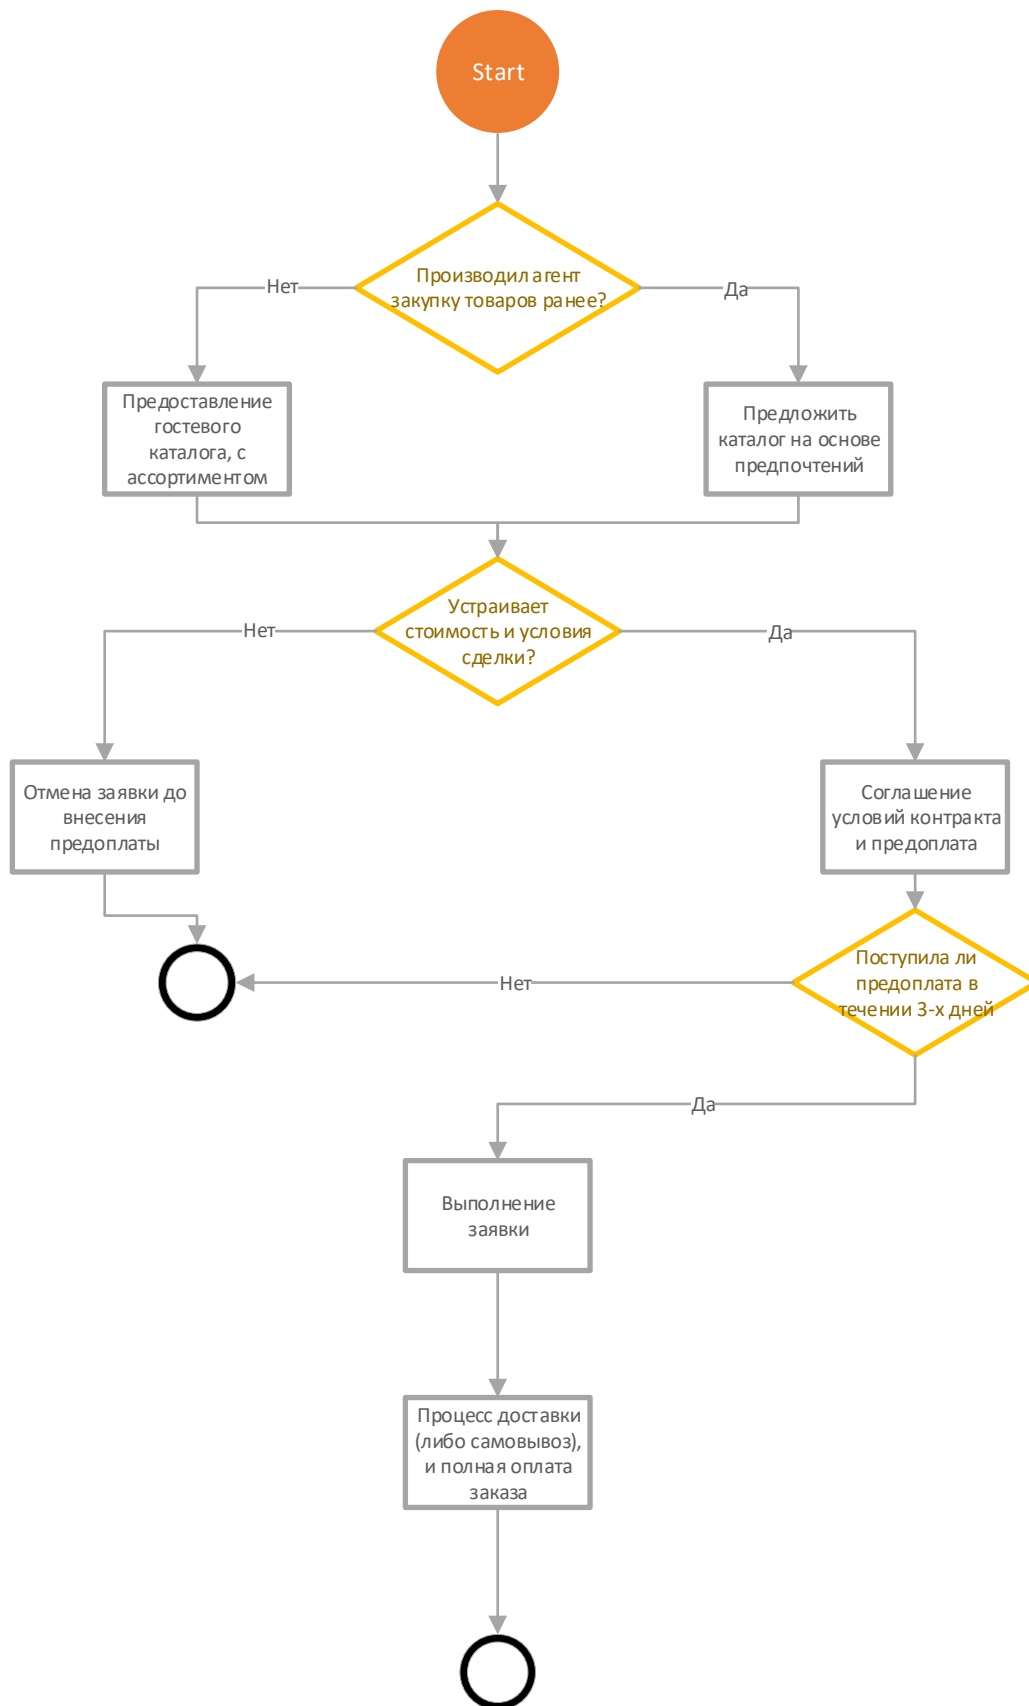 Start
Производил агент
закупку товаров ранее?
Нет
Да
Предоставление
гостевого
каталога, с
ассортиментом
Предложить
каталог на основе
предпочтений
Устраивает
стоимость и условия
сделки?
Нет
Да
Отмена заявки до
внесения
предоплаты
Соглашение
условий контракта
и предоплата
Поступила ли
предоплата в
течении 3-х дней
Нет
Да
Выполнение
заявки
Процесс доставки
(либо самовывоз),
и полная оплата
заказа